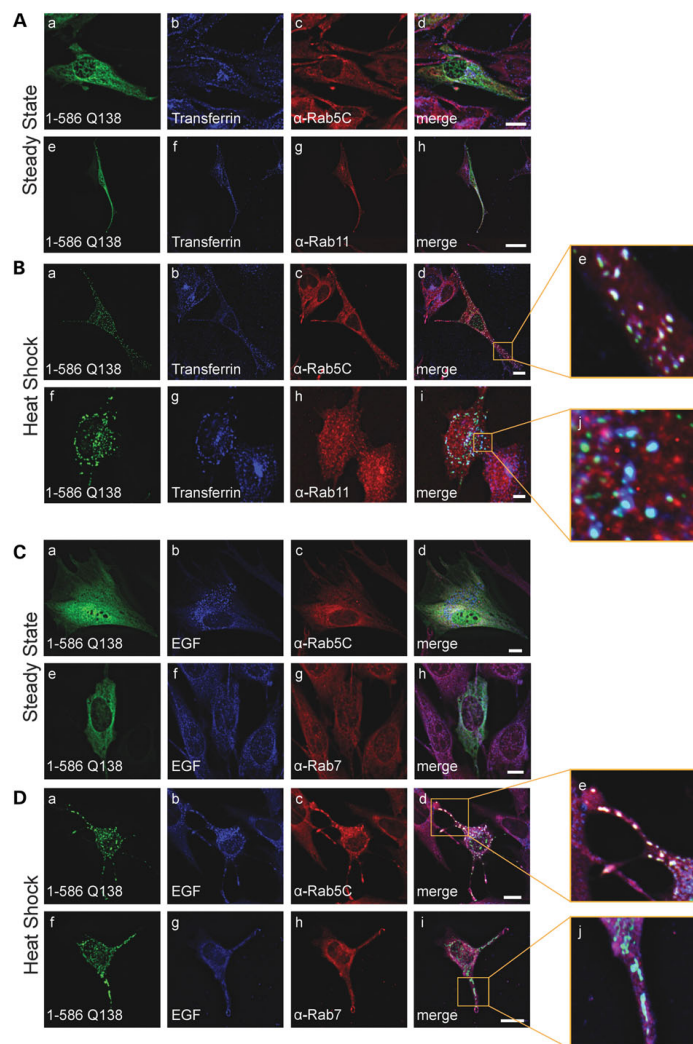 A
Steady State
a b c d
1-586 Q138 Transferrin α-Rab5C merge
e f g h
1-586 Q138 Transferrin α-Rab11 merge
B
Heat Shock
a b c d e
1-586 Q138 Transferrin α-Rab5C merge
f g h i j
1-586 Q138 Transferrin α-Rab11 merge
C
Steady State
a b c d
1-586 Q138 EGF α-Rab5C merge
e f g h
1-586 Q138 EGF α-Rab7 merge
D
Heat Shock
a b c d e
1-586 Q138 EGF α-Rab5C merge
f g h i j
1-586 Q138 EGF α-Rab7 merge